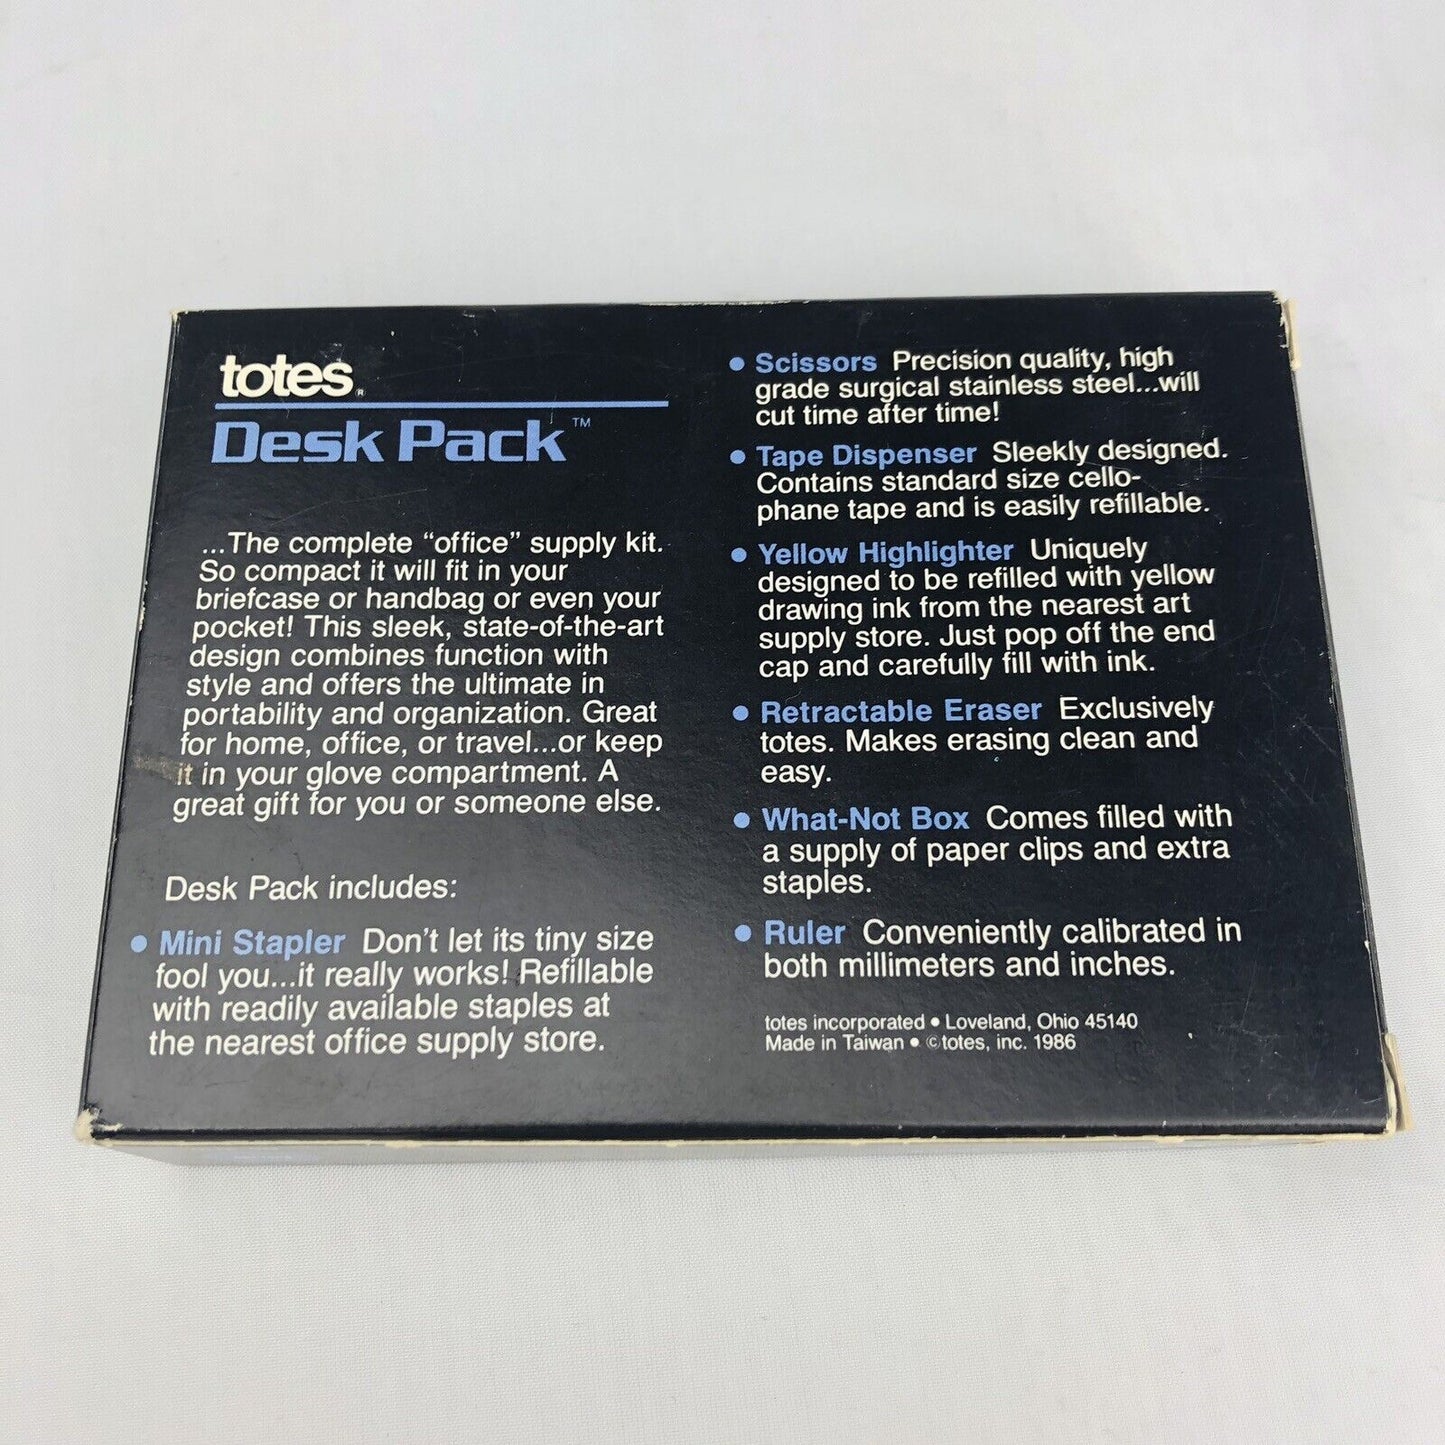 totes®
Desk Pack™
...The complete “office” supply kit.
So compact it will fit in your
briefcase or handbag or even your
pocket! This sleek, state-of-the-art
design combines function with
style and offers the ultimate in
portability and organization. Great
for home, office, or travel...or keep
it in your glove compartment. A
great gift for you or someone else.
Desk Pack includes:
• Mini Stapler Don’t let its tiny size
fool you...it really works! Refillable
with readily available staples at
the nearest office supply store.
• Scissors Precision quality, high
grade surgical stainless steel...will
cut time after time!
• Tape Dispenser Sleekly designed.
Contains standard size cello-
phane tape and is easily refillable.
• Yellow Highlighter Uniquely
designed to be refilled with yellow
drawing ink from the nearest art
supply store. Just pop off the end
cap and carefully fill with ink.
• Retractable Eraser Exclusively
totes. Makes erasing clean and
easy.
• What-Not Box Comes filled with
a supply of paper clips and extra
staples.
• Ruler Conveniently calibrated in
both millimeters and inches.
totes incorporated • Loveland, Ohio 45140
Made in Taiwan • ©totes, inc. 1986